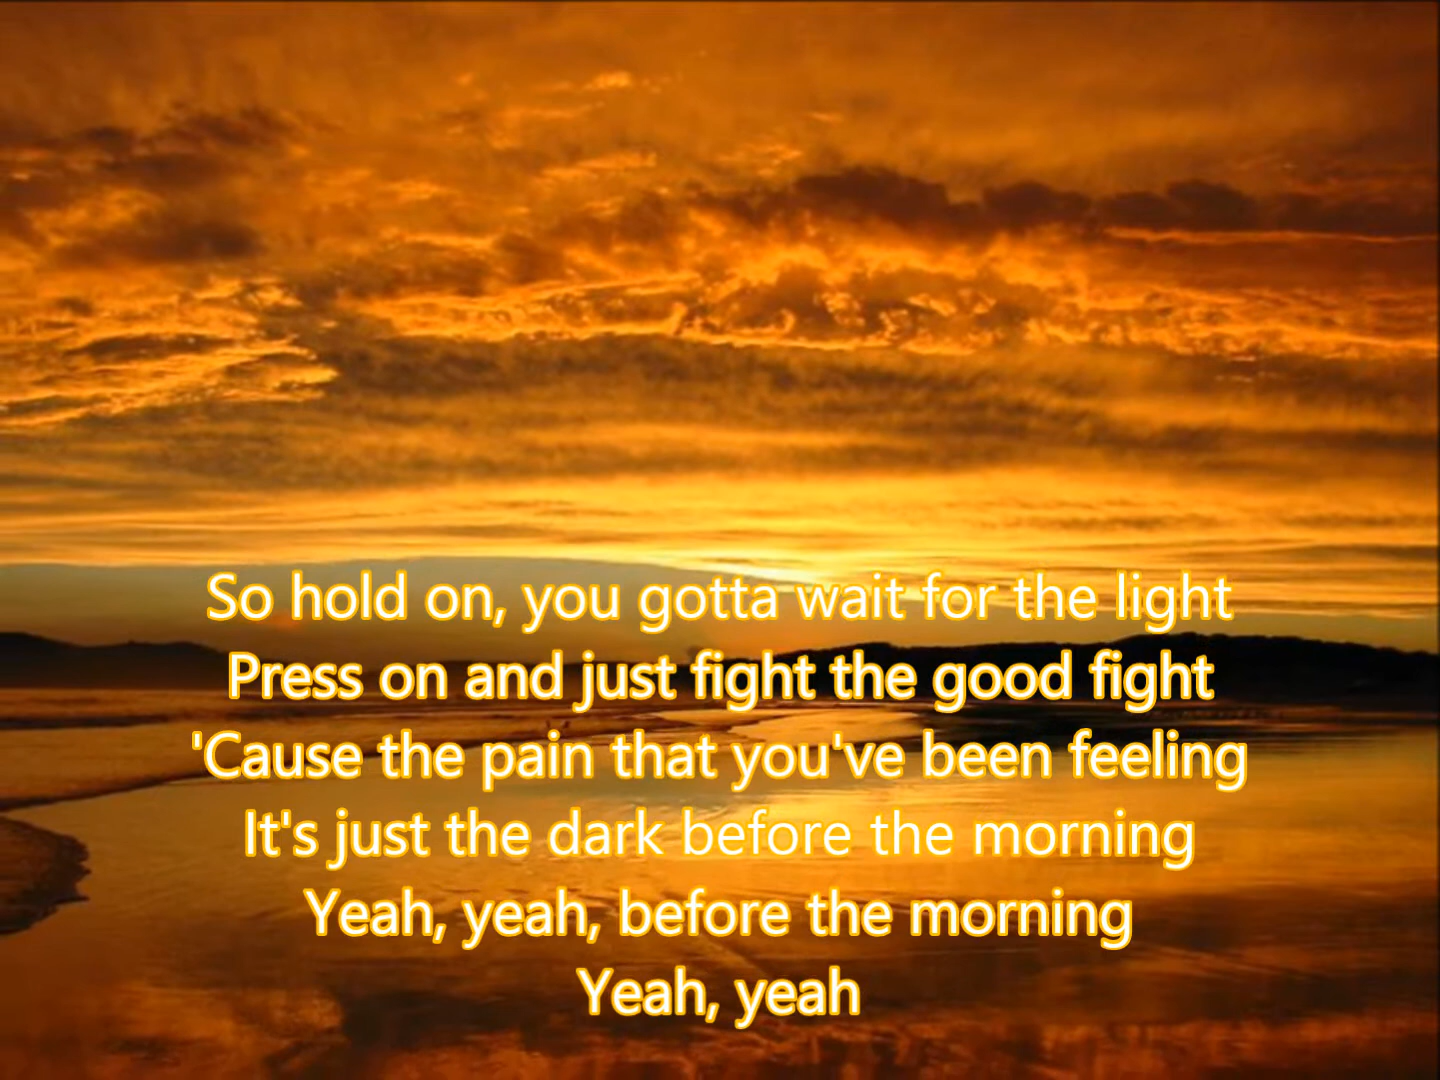 So hold on, you gotta wait for the light
Press on and just fight the good fight
'Cause the pain that you've been feeling
It's just the dark before the morning
Yeah, yeah, before the morning
Yeah, yeah